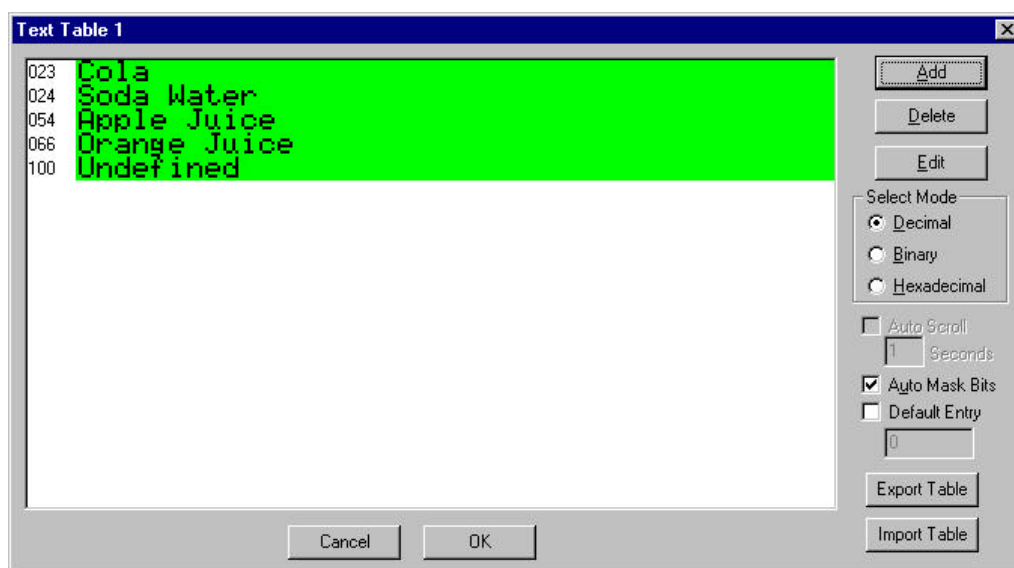 Text Table 1
023 Cola
024 Soda Water
054 Apple Juice
066 Orange Juice
100 Undefined
Add
Delete
Edit
Select Mode
Decimal
Binary
Hexadecimal
Auto Scroll
1 Seconds
Auto Mask Bits
Default Entry
0
Export Table
Import Table
Cancel OK